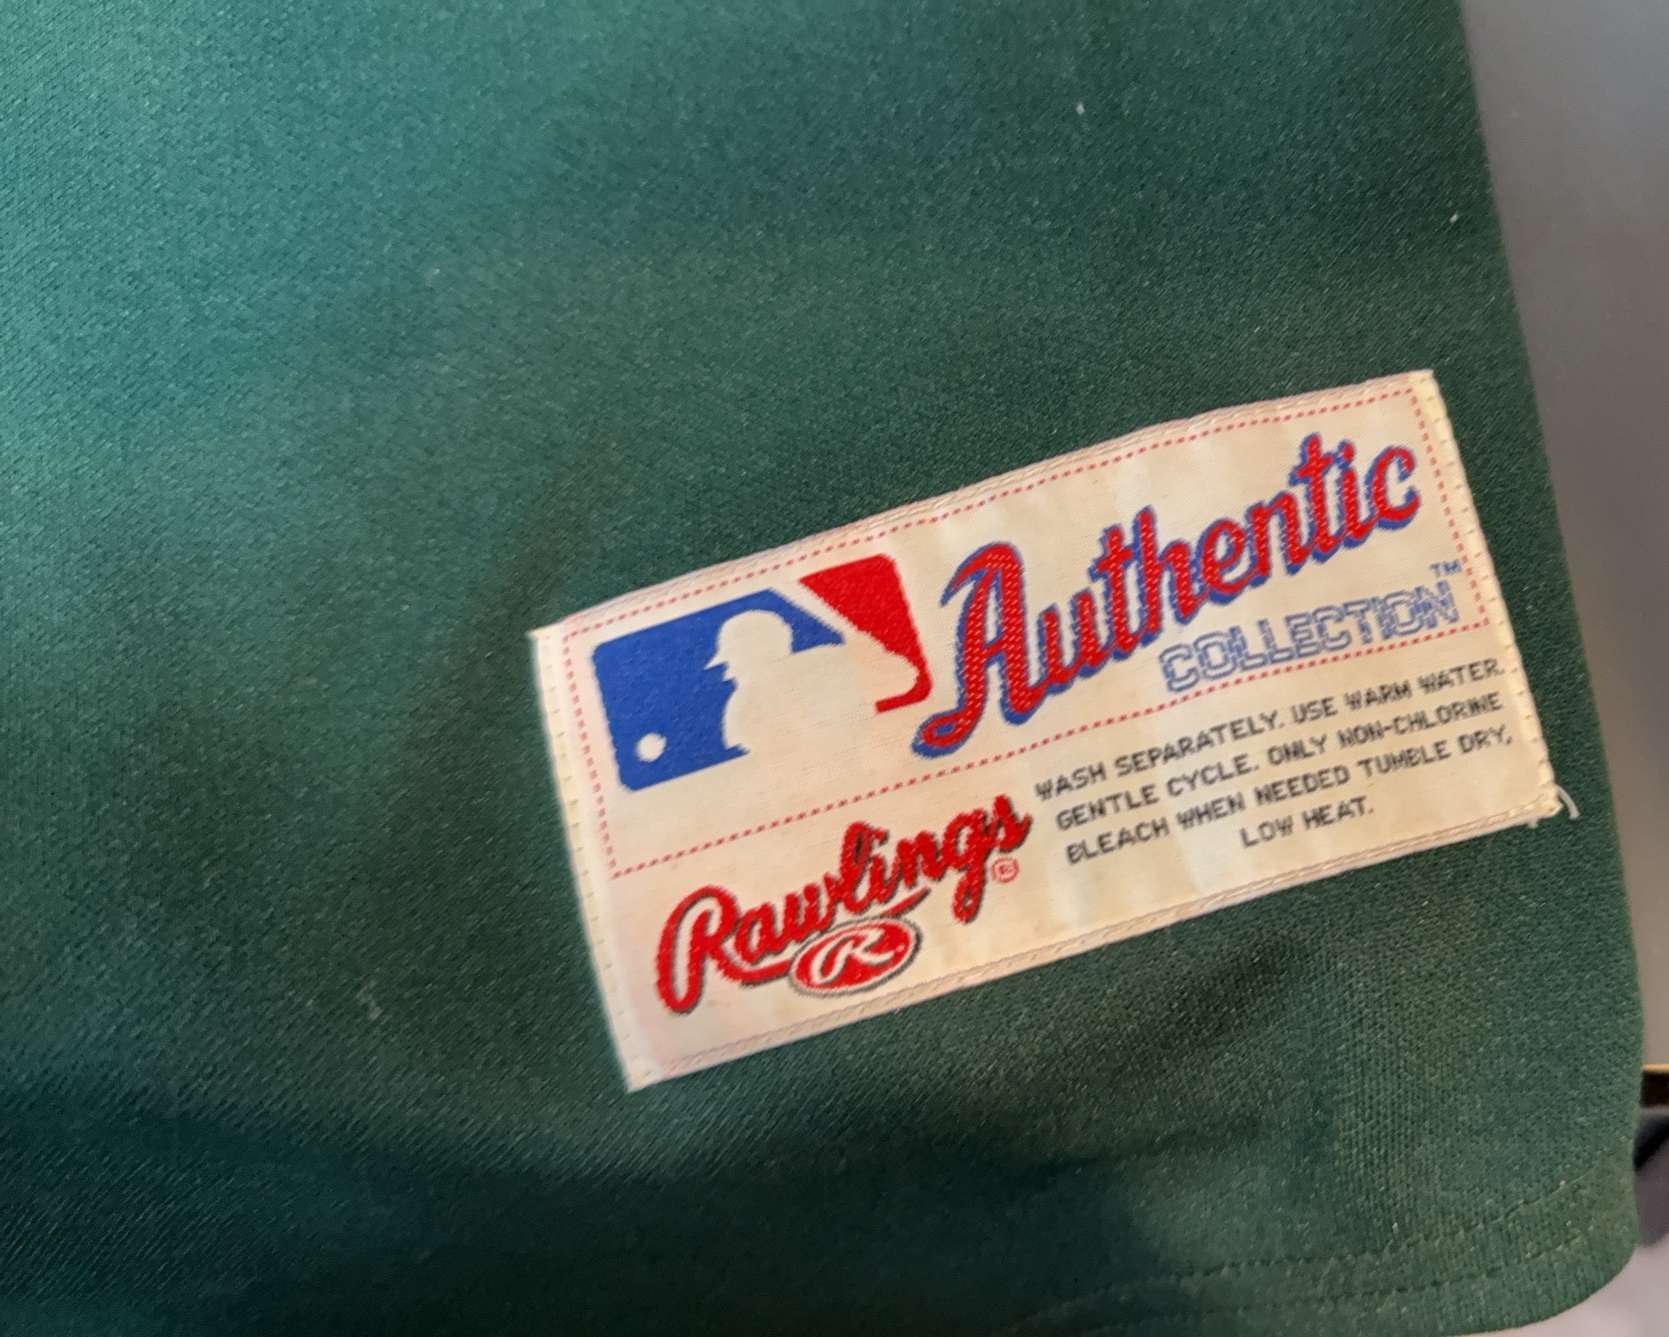 Authentic
COLLECTION™
Rawlings®
R
WASH SEPARATELY. USE WARM WATER.
GENTLE CYCLE. ONLY NON-CHLORINE
BLEACH WHEN NEEDED TUMBLE DRY,
LOW HEAT.